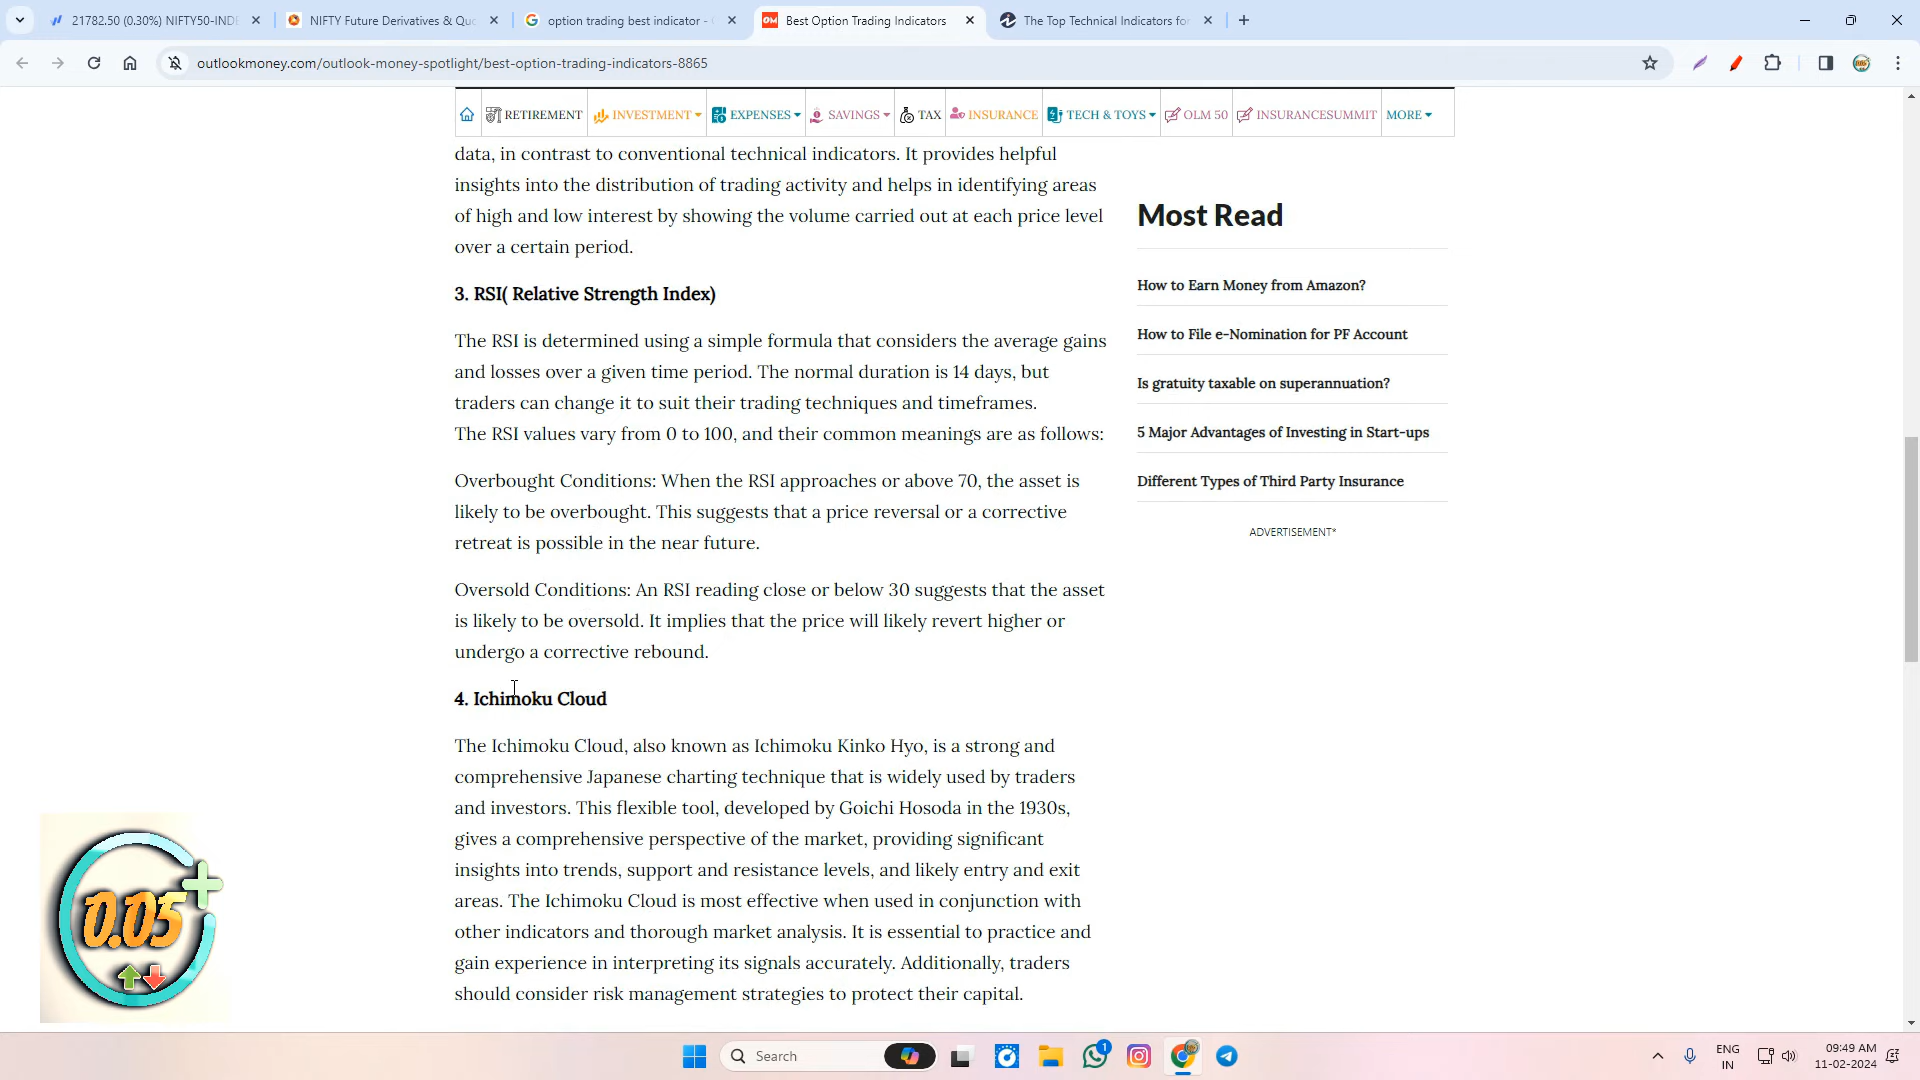 21782.50 (0.30%) NIFTY50-INDE
NIFTY Future Derivatives & Quo
option trading best indicator -
OM Best Option Trading Indicators
The Top Technical Indicators for
outlookmoney.com/outlook-money-spotlight/best-option-trading-indicators-8865
RETIREMENT INVESTMENT EXPENSES SAVINGS TAX INSURANCE TECH & TOYS OLM 50 INSURANCESUMMIT MORE
data, in contrast to conventional technical indicators. It provides helpful
insights into the distribution of trading activity and helps in identifying areas
of high and low interest by showing the volume carried out at each price level
over a certain period.
3. RSI( Relative Strength Index)
The RSI is determined using a simple formula that considers the average gains
and losses over a given time period. The normal duration is 14 days, but
traders can change it to suit their trading techniques and timeframes.
The RSI values vary from 0 to 100, and their common meanings are as follows:
Overbought Conditions: When the RSI approaches or above 70, the asset is
likely to be overbought. This suggests that a price reversal or a corrective
retreat is possible in the near future.
Oversold Conditions: An RSI reading close or below 30 suggests that the asset
is likely to be oversold. It implies that the price will likely revert higher or
undergo a corrective rebound.
4. Ichimoku Cloud
The Ichimoku Cloud, also known as Ichimoku Kinko Hyo, is a strong and
comprehensive Japanese charting technique that is widely used by traders
and investors. This flexible tool, developed by Goichi Hosoda in the 1930s,
gives a comprehensive perspective of the market, providing significant
insights into trends, support and resistance levels, and likely entry and exit
areas. The Ichimoku Cloud is most effective when used in conjunction with
other indicators and thorough market analysis. It is essential to practice and
gain experience in interpreting its signals accurately. Additionally, traders
should consider risk management strategies to protect their capital.
Most Read
How to Earn Money from Amazon?
How to File e-Nomination for PF Account
Is gratuity taxable on superannuation?
5 Major Advantages of Investing in Start-ups
Different Types of Third Party Insurance
ADVERTISEMENT*
0.05
Search
1
ENG
IN
09:49 AM
11-02-2024